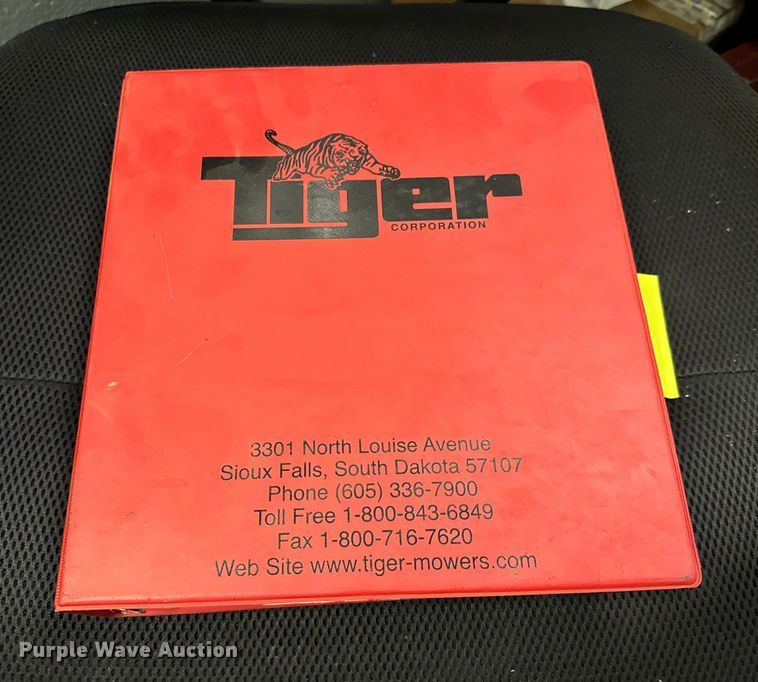 Tiger
CORPORATION
3301 North Louise Avenue
Sioux Falls, South Dakota 57107
Phone (605) 336-7900
Toll Free 1-800-843-6849
Fax 1-800-716-7620
Web Site www.tiger-mowers.com
Purple Wave Auction